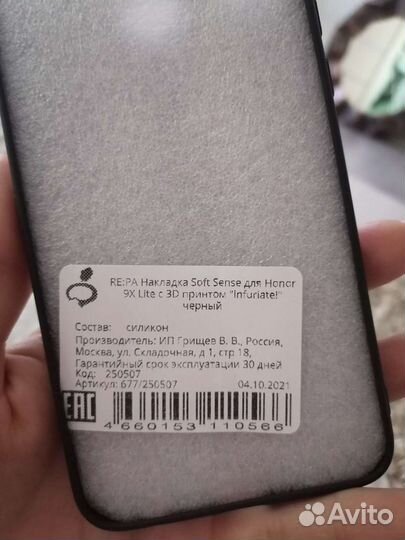 RE:PA Накладка Soft Sense для Honor
9X Lite с 3D принтом "Infuriate!"
черный
Состав: силикон
Производитель: ИП Грищев В. В., Россия,
Москва, ул. Складочная, д 1, стр 18,
Гарантийный срок эксплуатации 30 дней
Код: 250507
Артикул: 677/250507 04.10.2021
EAC
4 660153 110566
Avito